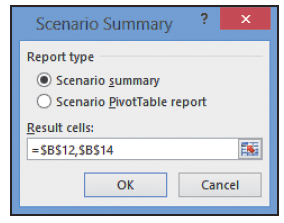 Scenario Summary ? ×
Report type
Scenario summary
Scenario PivotTable report
Result cells:
=$B$12,$B$14
OK Cancel